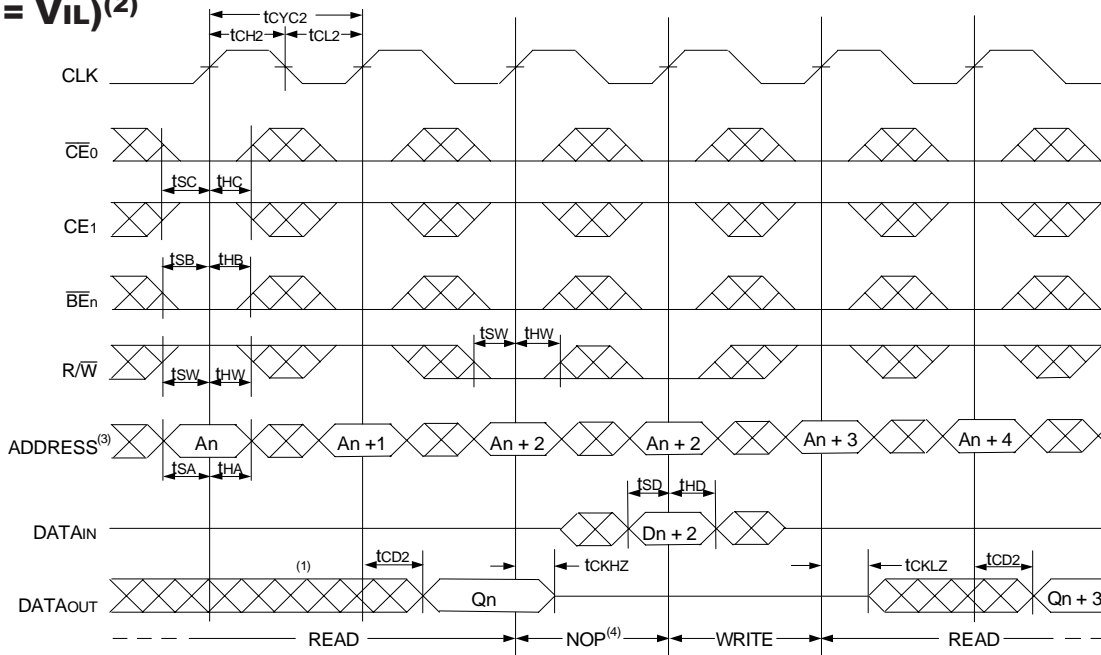 = VIL)(2)
tCYC2
tCH2 tCL2
CLK
CE0
tSC tHC
CE1
tSB tHB
BEn
tSW tHW
R/W
tSW tHW
ADDRESS(3) An An +1 An + 2 An + 2 An + 3 An + 4
tSA tHA
tSD tHD
DATAIN Dn + 2
tCD2 tCKHZ tCKLZ tCD2
(1)
DATAOUT Qn Qn + 3
READ NOP(4) WRITE READ